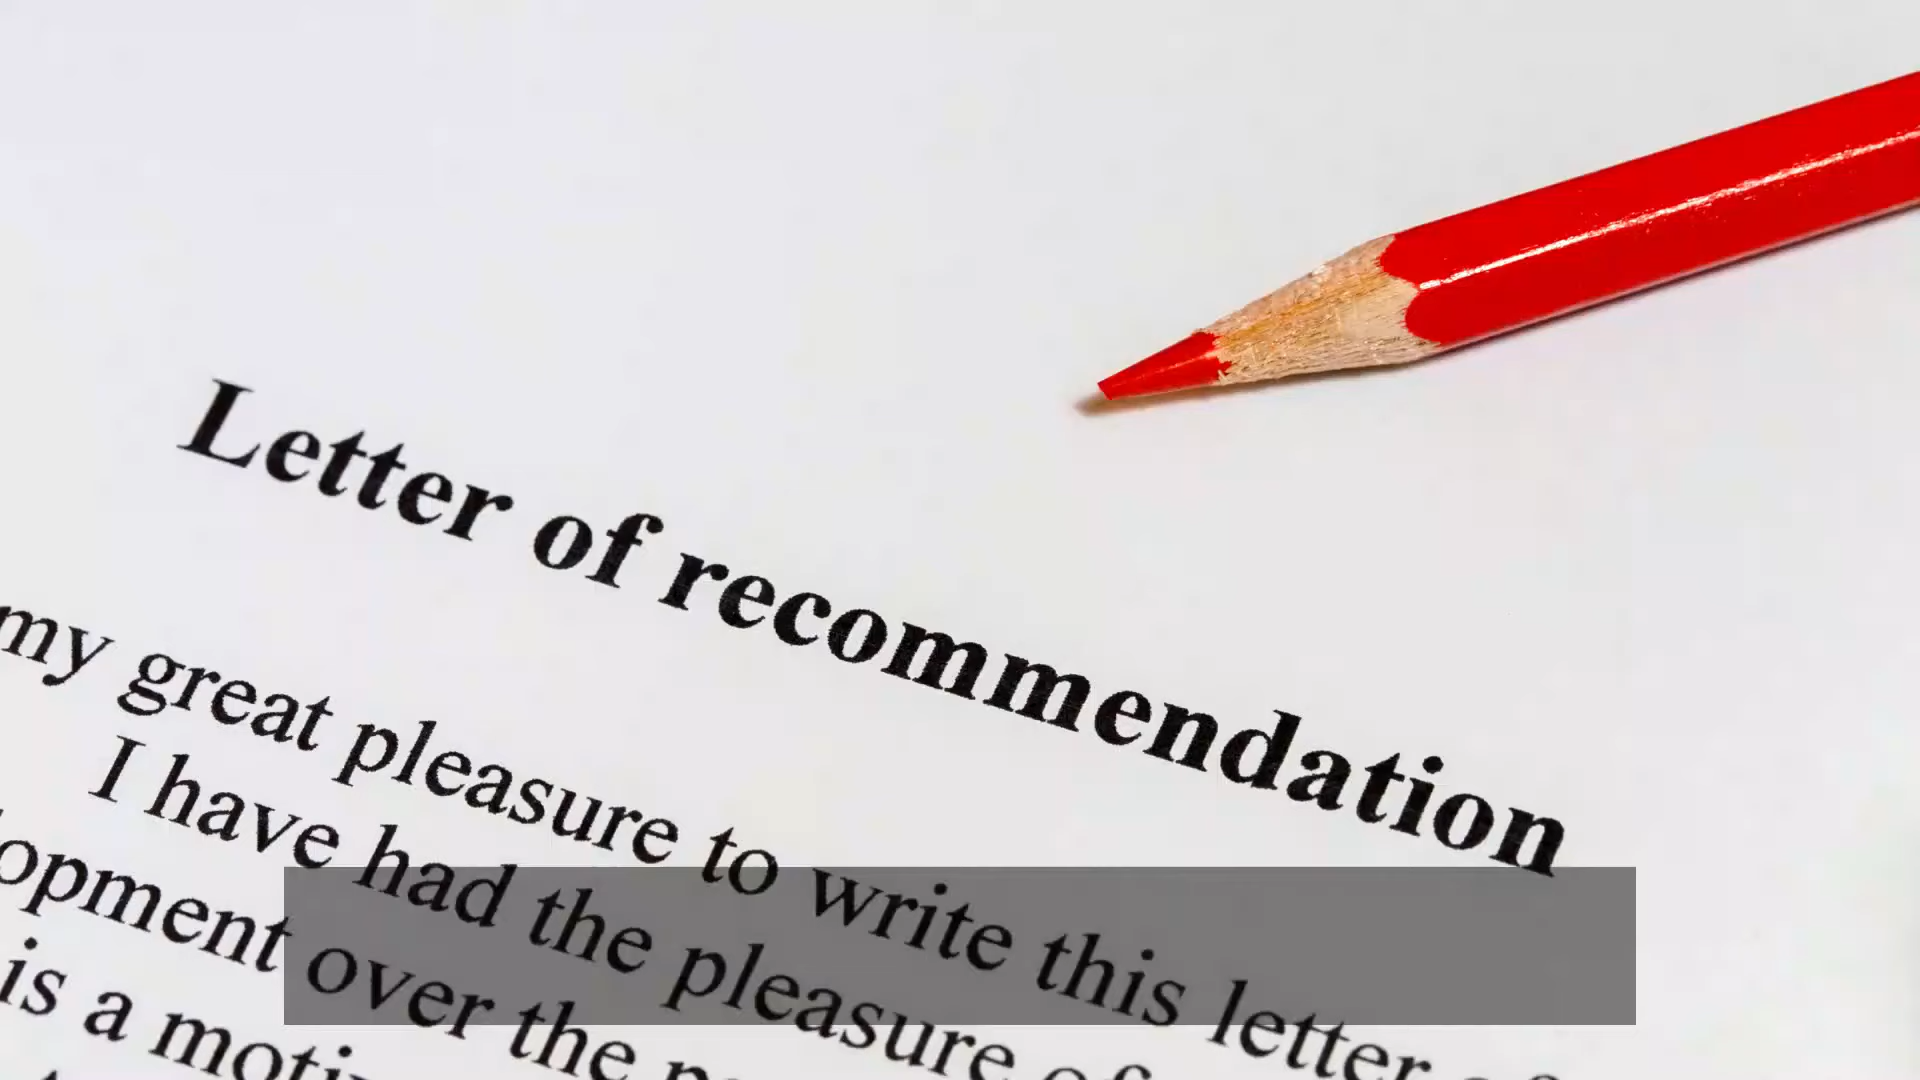 Letter of recommendation
my great pleasure to write this letter
I have had the pleasure of
opment over the
is a